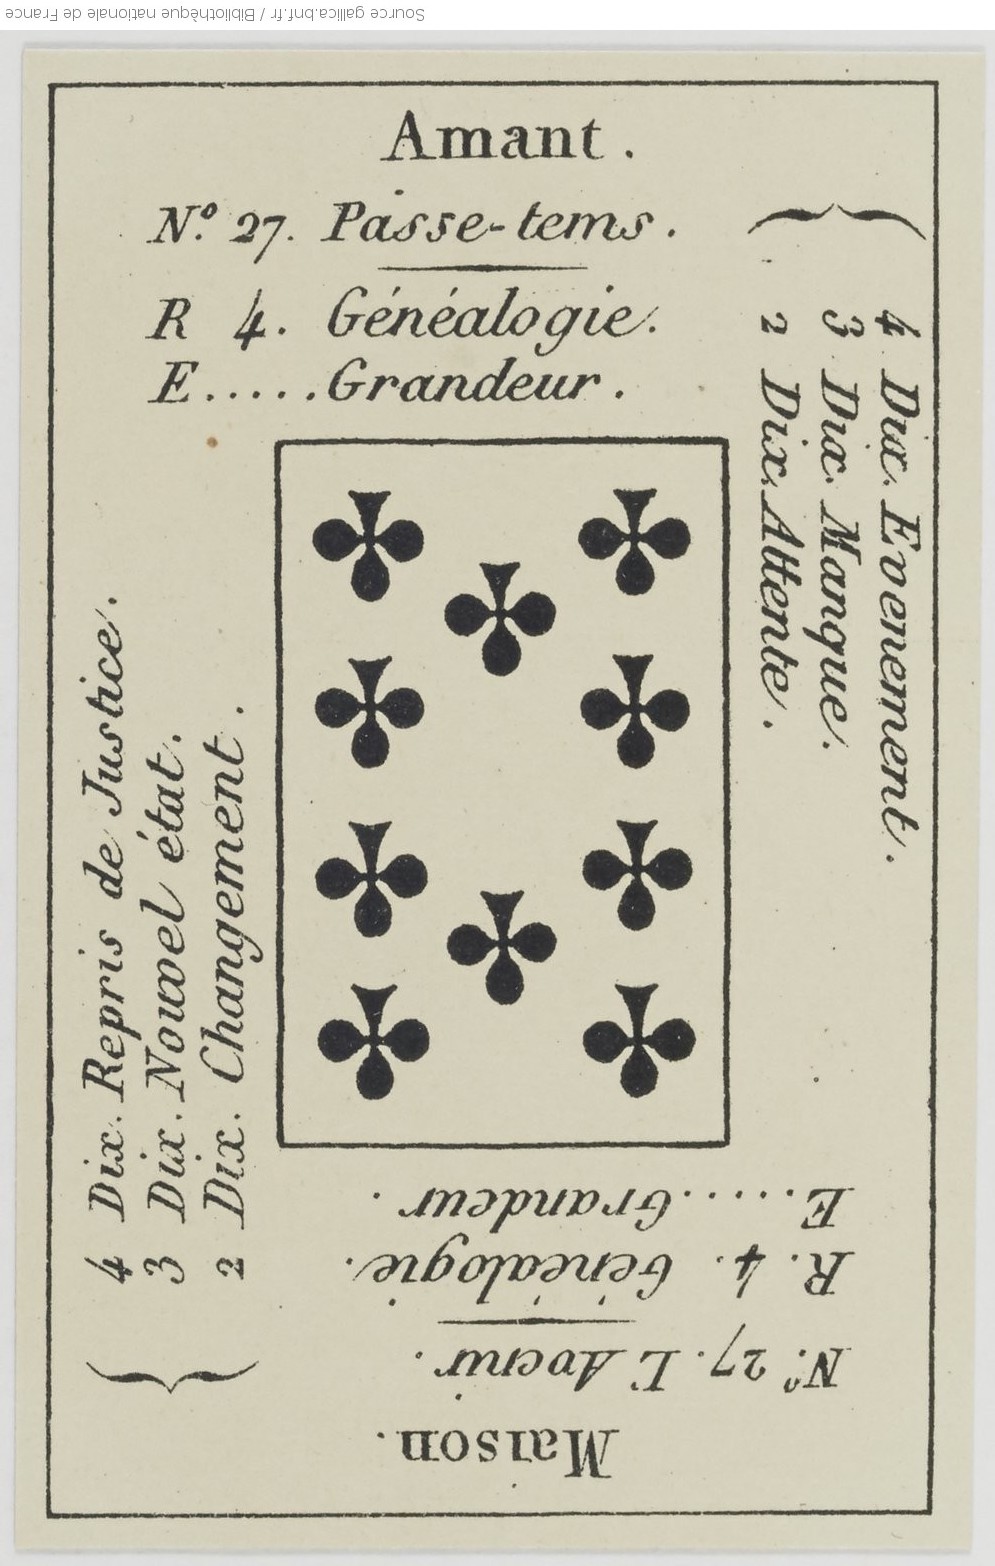 Source gallica.bnf.fr / Bibliothèque nationale de France
Amant.
N.º 27. Passe-tems.
R 4. Généalogie.
E.....Grandeur.
4 Dix. Evenement.
3 Dix. Manque.
2 Dix. Attente.
4 Dix. Repris de Justice.
3 Dix. Nouvel état.
2 Dix. Changement.
Maison.
N.º 27. L'Avenir.
R. 4. Généalogie.
E.....Grandeur.